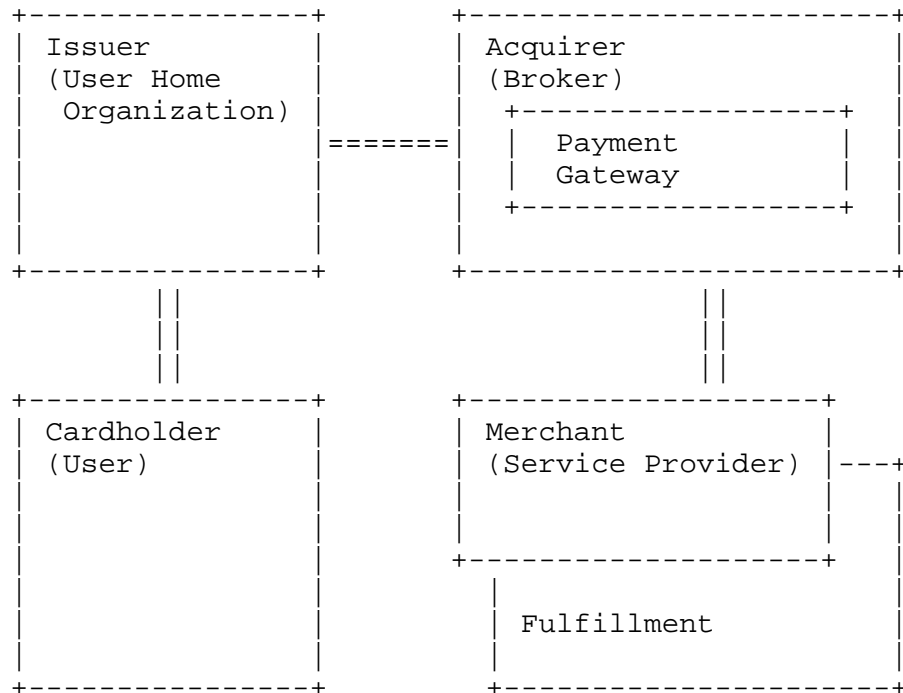 Issuer
(User Home
Organization)
Acquirer
(Broker)
Payment
Gateway
Cardholder
(User)
Merchant
(Service Provider)
Fulfillment